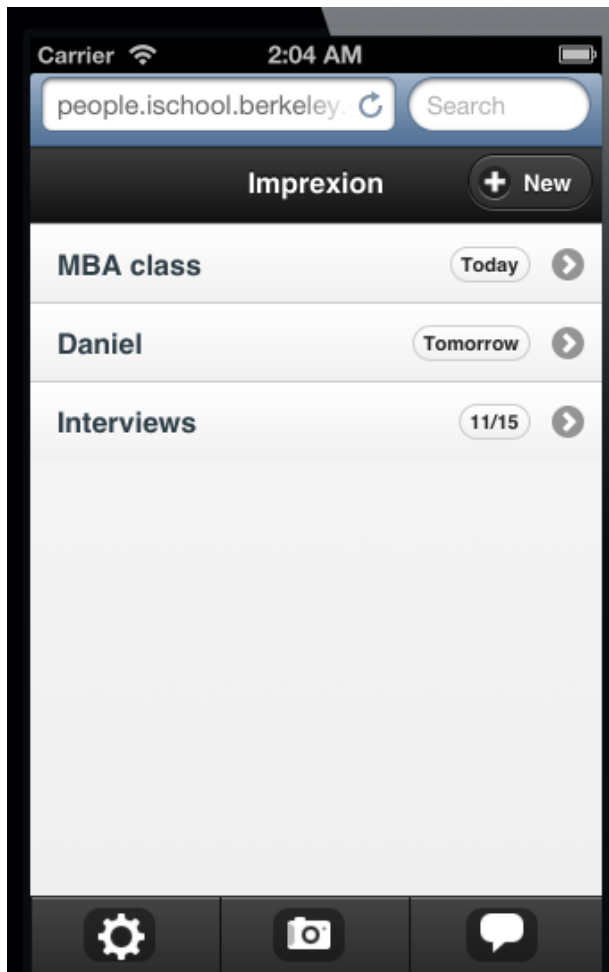 Carrier 2:04 AM
people.ischool.berkeley. Search
Imprexion New
MBA class Today
Daniel Tomorrow
Interviews 11/15